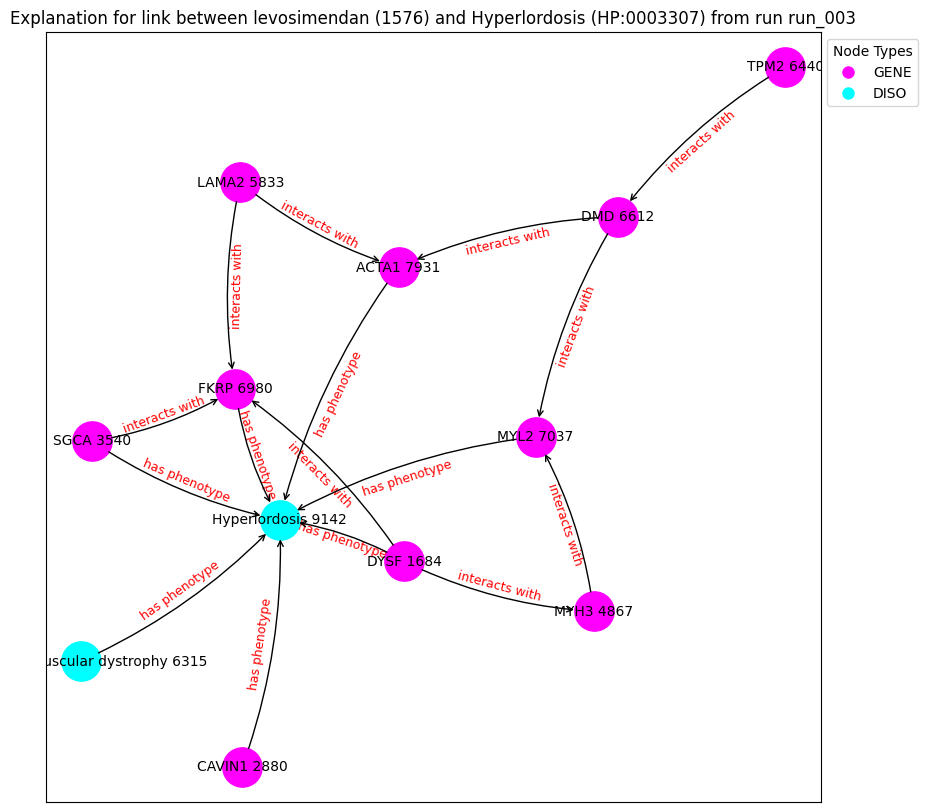 Explanation for link between levosimendan (1576) and Hyperlordosis (HP:0003307) from run run_003
Node Types
GENE
DISO
TPM2 6440
interacts with
LAMA2 5833
DMD 6612
interacts with
interacts with
ACTA1 7931
interacts with
interacts with
has phenotype
FKRP 6980
interacts with
SGCA 3540
has phenotype
interacts with
MYL2 7037
has phenotype
has phenotype
Hyperlordosis 9142
has phenotype
interacts with
DYSF 1684
interacts with
has phenotype
MYH3 4867
has phenotype
uscular dystrophy 6315
CAVIN1 2880